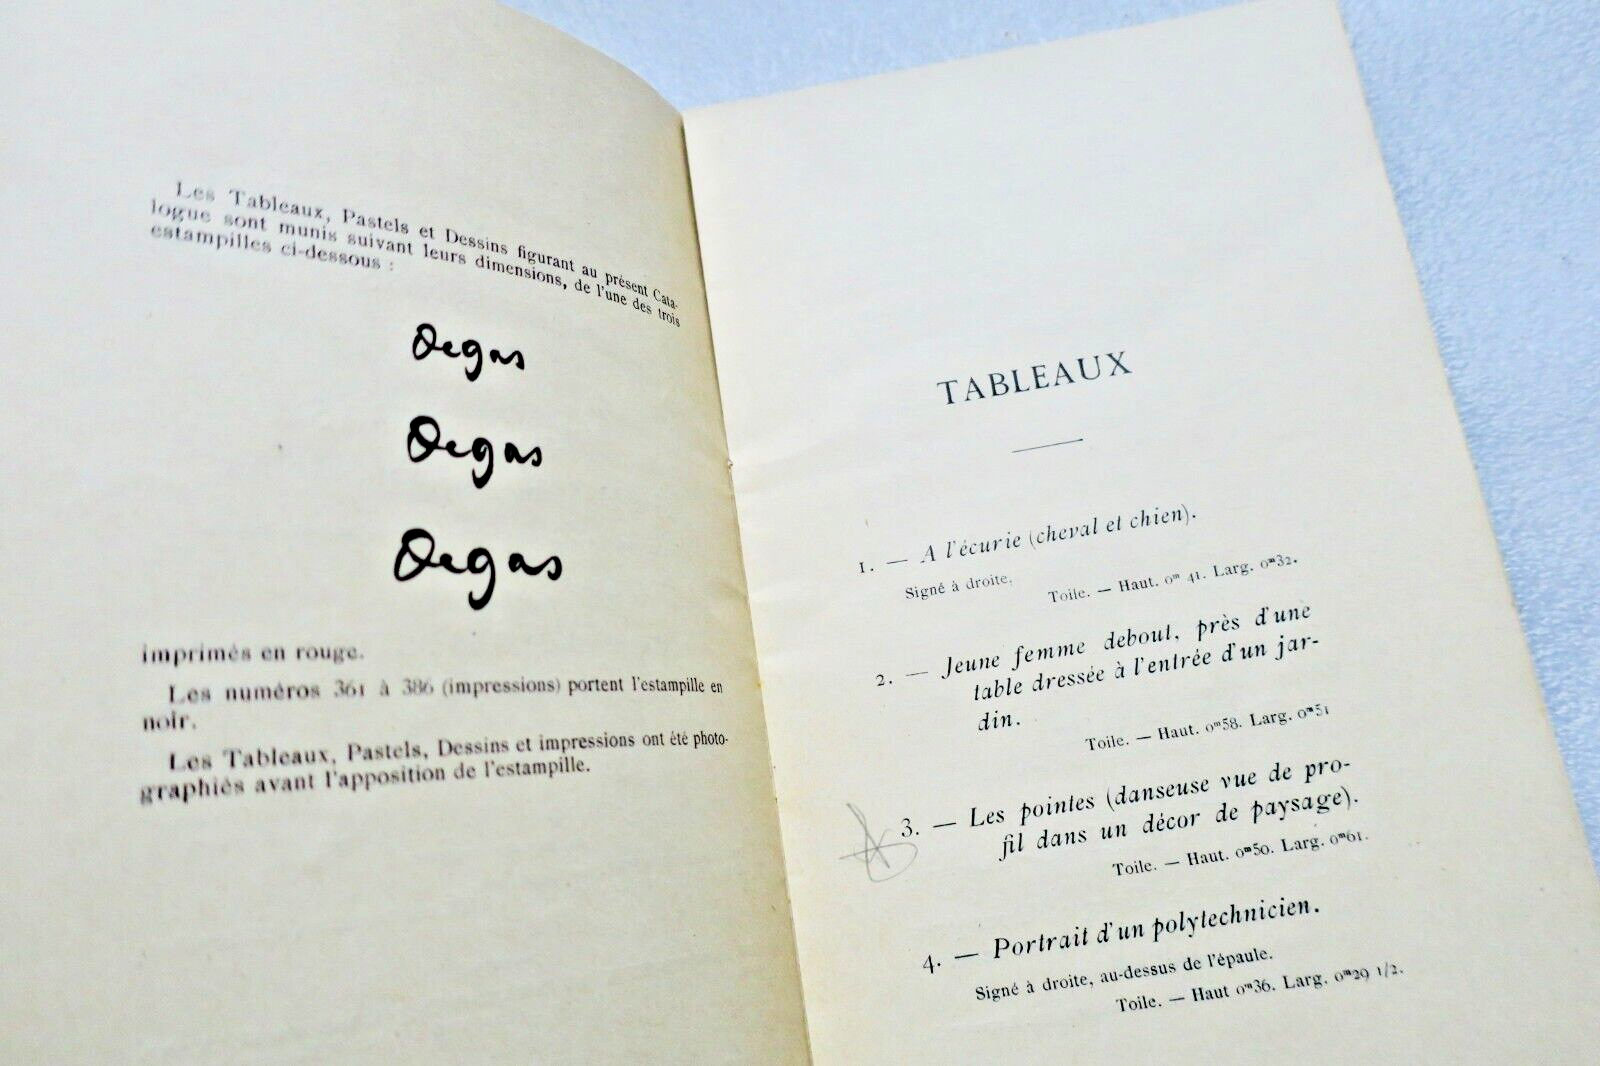 Les Tableaux, Pastels et Dessins figurant au présent Cata-
logue sont munis suivant leurs dimensions, de l'une des trois
estampilles ci-dessous :
Degas
Degas
Degas
imprimés en rouge.
Les numéros 361 à 386 (impressions) portent l'estampille en
noir.
Les Tableaux, Pastels, Dessins et impressions ont été photo-
graphiés avant l'apposition de l'estampille.
TABLEAUX
1. — A l'écurie (cheval et chien).
Signé à droite.
Toile. — Haut. 0m 41. Larg. 0m32.
2. — Jeune femme debout, près d'une
table dressée à l'entrée d'un jar-
din.
Toile. — Haut. 0m58. Larg. 0m51
3. — Les pointes (danseuse vue de pro-
fil dans un décor de paysage).
Toile. — Haut. 0m50. Larg. 0m61.
4. — Portrait d'un polytechnicien.
Signé à droite, au-dessus de l'épaule.
Toile. — Haut 0m36. Larg. 0m29 1/2.